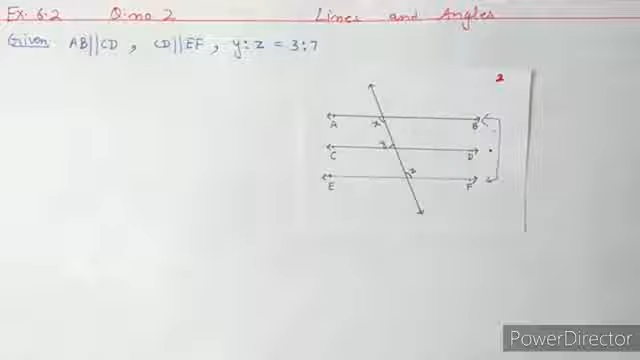 Ex. 6.2 Q.no 2 Lines and Angles
Given AB||CD , CD||EF , y:z = 3:7
2
A x B
C y D
z
E F
PowerDirector